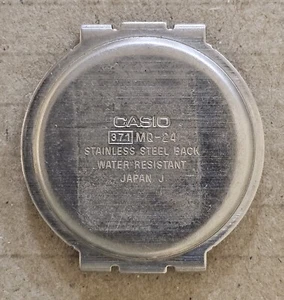 CASIO
371 MQ-24
STAINLESS STEEL BACK
WATER RESISTANT
JAPAN J